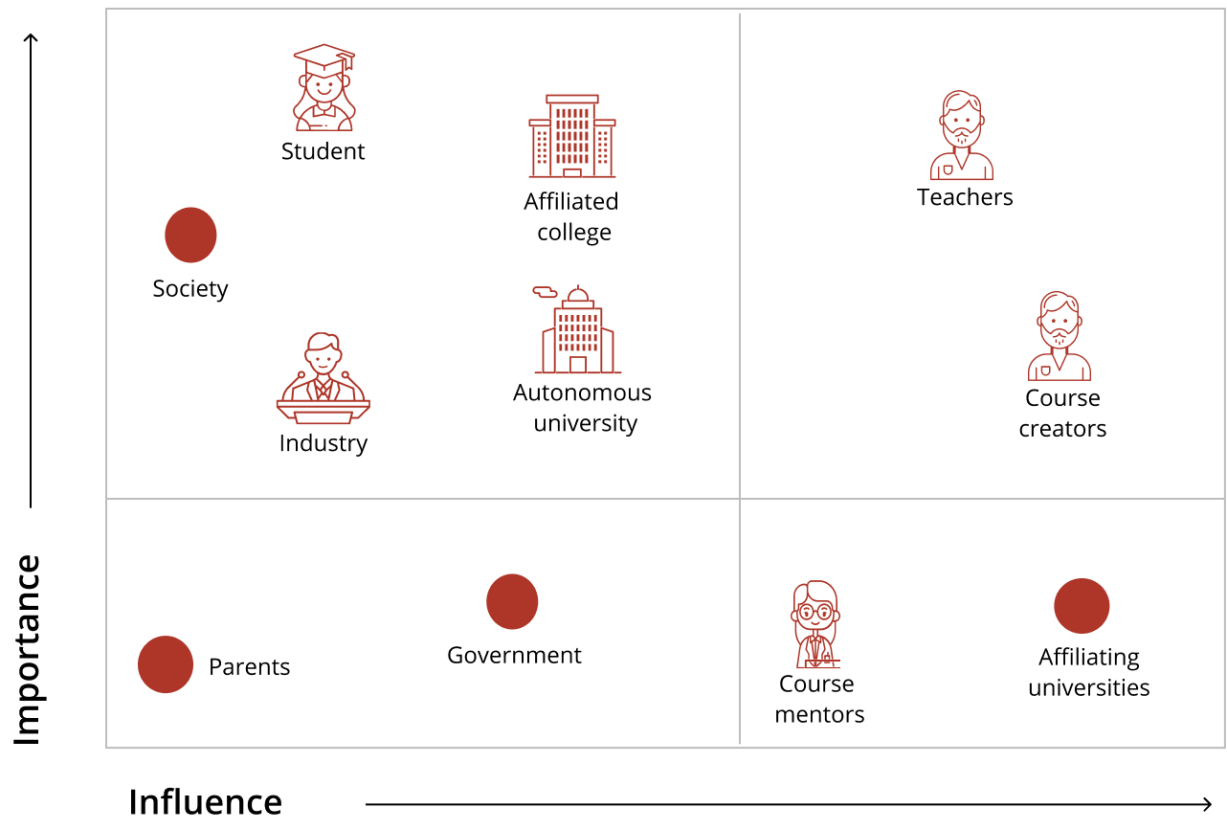 Student
Affiliated
college
Teachers
Society
Industry
Autonomous
university
Course
creators
Parents
Government
Course
mentors
Affiliating
universities
Importance
Influence